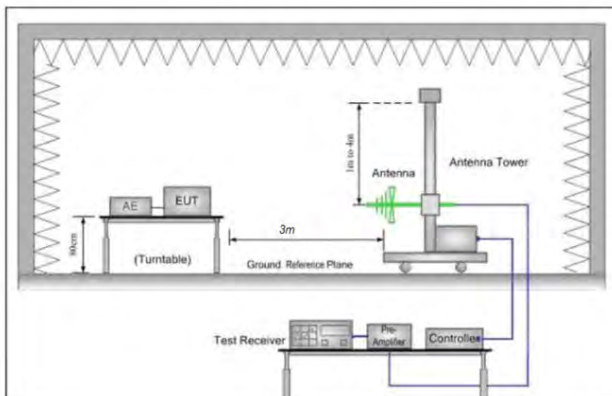 1m to 4m
Antenna
Antenna Tower
AE
EUT
80cm
3m
(Turntable)
Ground Reference Plane
Test Receiver
Pre-
Amplifier
Controller